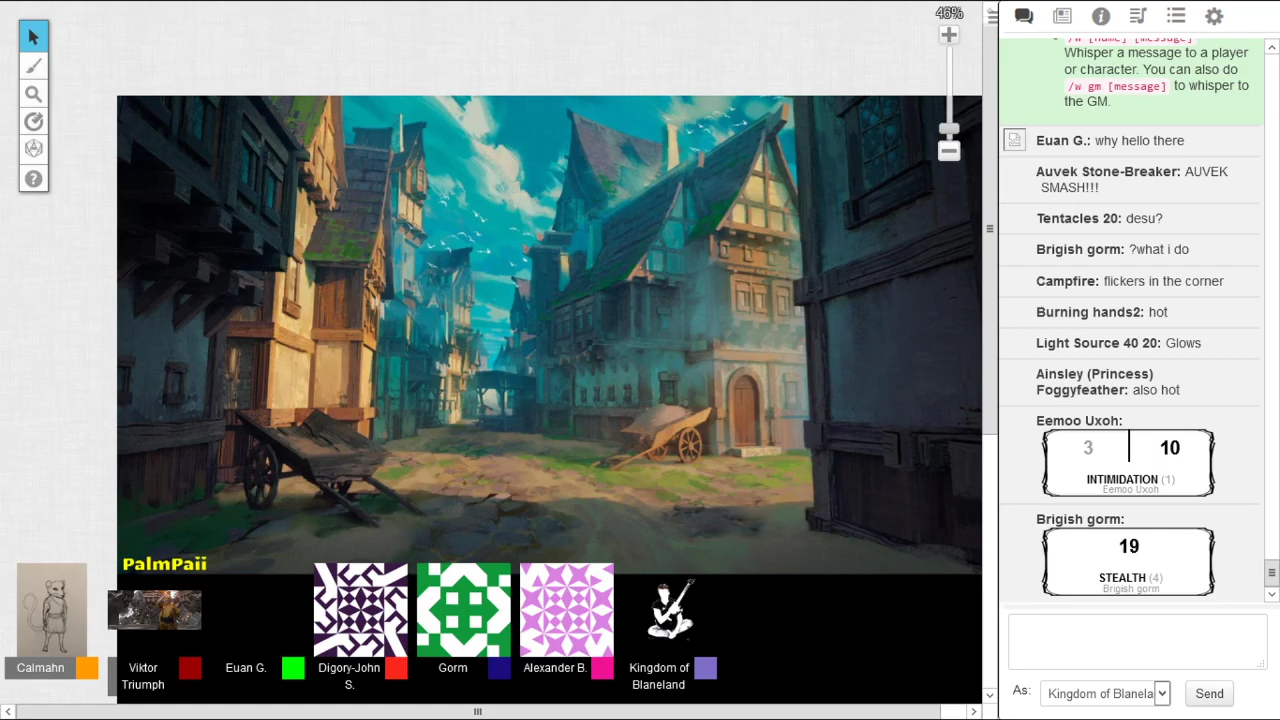 46%
/w [name] [message]
Whisper a message to a player
or character. You can also do
/w gm [message] to whisper to
the GM.
Euan G.: why hello there
Auvek Stone-Breaker: AUVEK
SMASH!!!
Tentacles 20: desu?
Brigish gorm: ?what i do
Campfire: flickers in the corner
Burning hands2: hot
Light Source 40 20: Glows
Ainsley (Princess)
Foggyfeather: also hot
Eemoo Uxoh:
3 10
INTIMIDATION (1)
Eemoo Uxoh
Brigish gorm:
19
STEALTH (4)
Brigish gorm
PalmPaii
Calmahn
Viktor
Triumph
Euan G.
Digory-John
S.
Gorm
Alexander B.
Kingdom of
Blaneland
As: Kingdom of Blanela Send